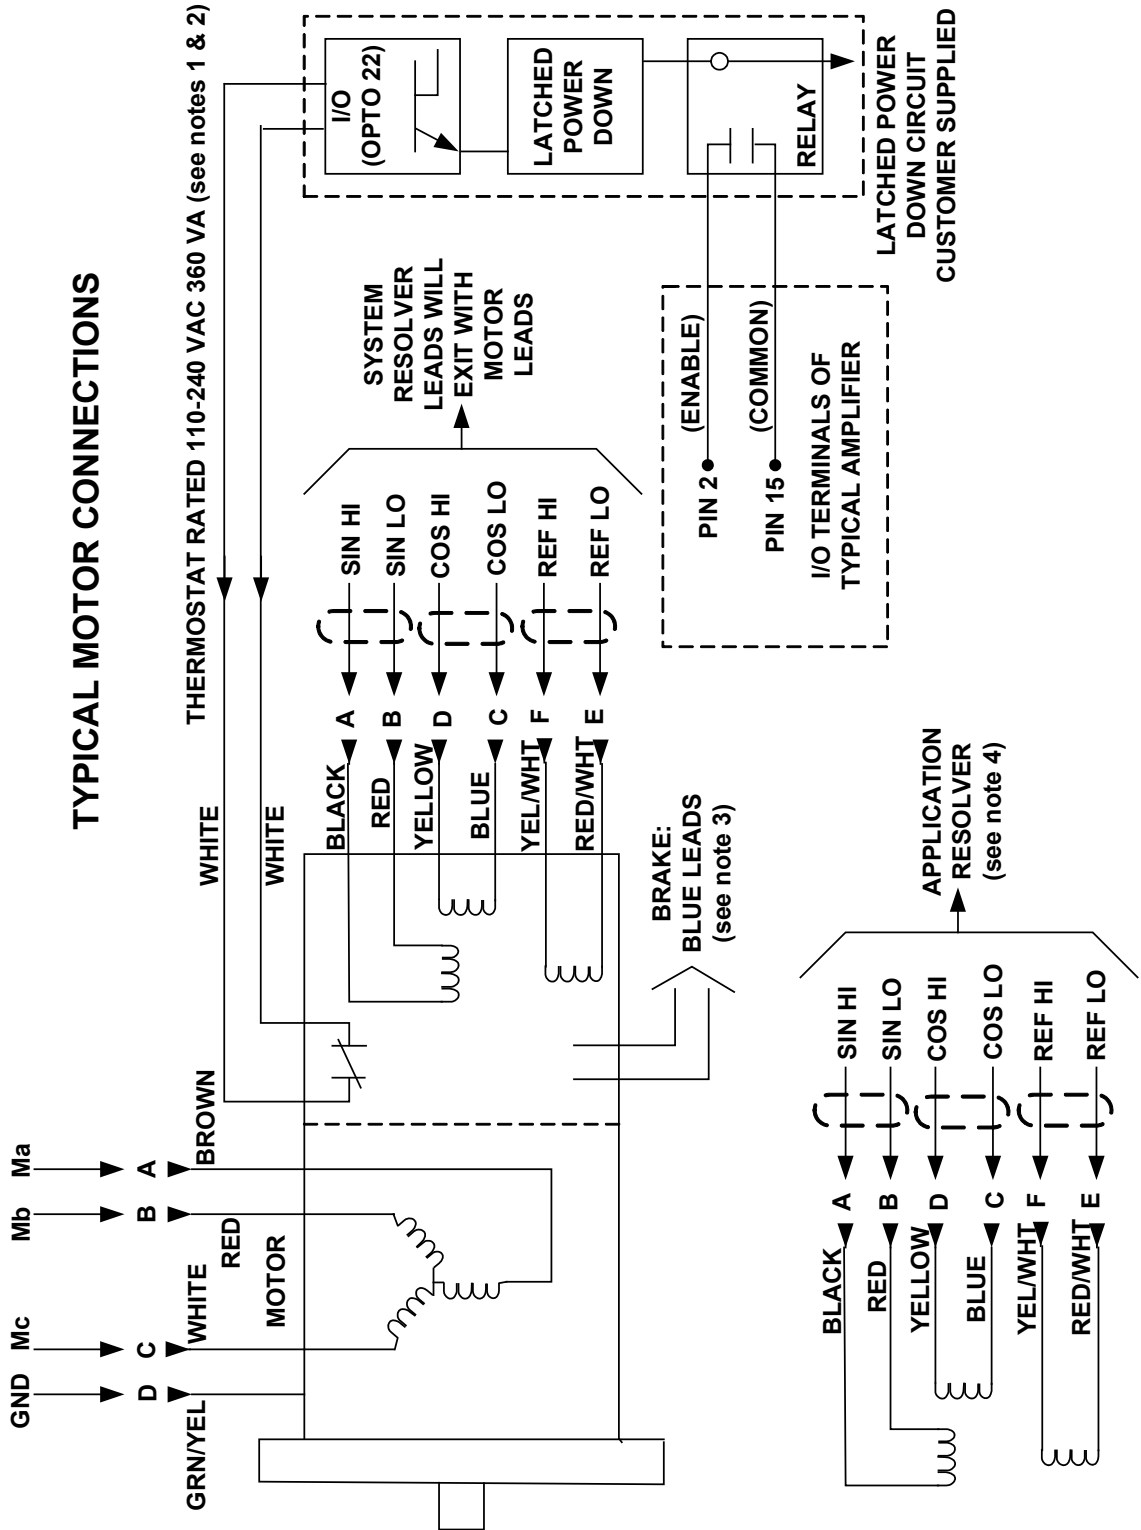 TYPICAL MOTOR CONNECTIONS
GND
Mc
Mb
Ma
D
C
B
A
GRN/YEL
WHITE
RED
BROWN
MOTOR
WHITE
WHITE
THERMOSTAT RATED 110-240 VAC 360 VA (see notes 1 & 2)
BLACK
A
SIN HI
RED
B
SIN LO
YELLOW
D
COS HI
BLUE
C
COS LO
YEL/WHT
F
REF HI
RED/WHT
E
REF LO
SYSTEM
RESOLVER
LEADS WILL
EXIT WITH
MOTOR
LEADS
I/O
(OPTO 22)
LATCHED
POWER
DOWN
RELAY
LATCHED POWER
DOWN CIRCUIT
CUSTOMER SUPPLIED
PIN 2
(ENABLE)
PIN 15
(COMMON)
I/O TERMINALS OF
TYPICAL AMPLIFIER
BRAKE:
BLUE LEADS
(see note 3)
BLACK
A
SIN HI
RED
B
SIN LO
YELLOW
D
COS HI
BLUE
C
COS LO
YEL/WHT
F
REF HI
RED/WHT
E
REF LO
APPLICATION
RESOLVER
(see note 4)